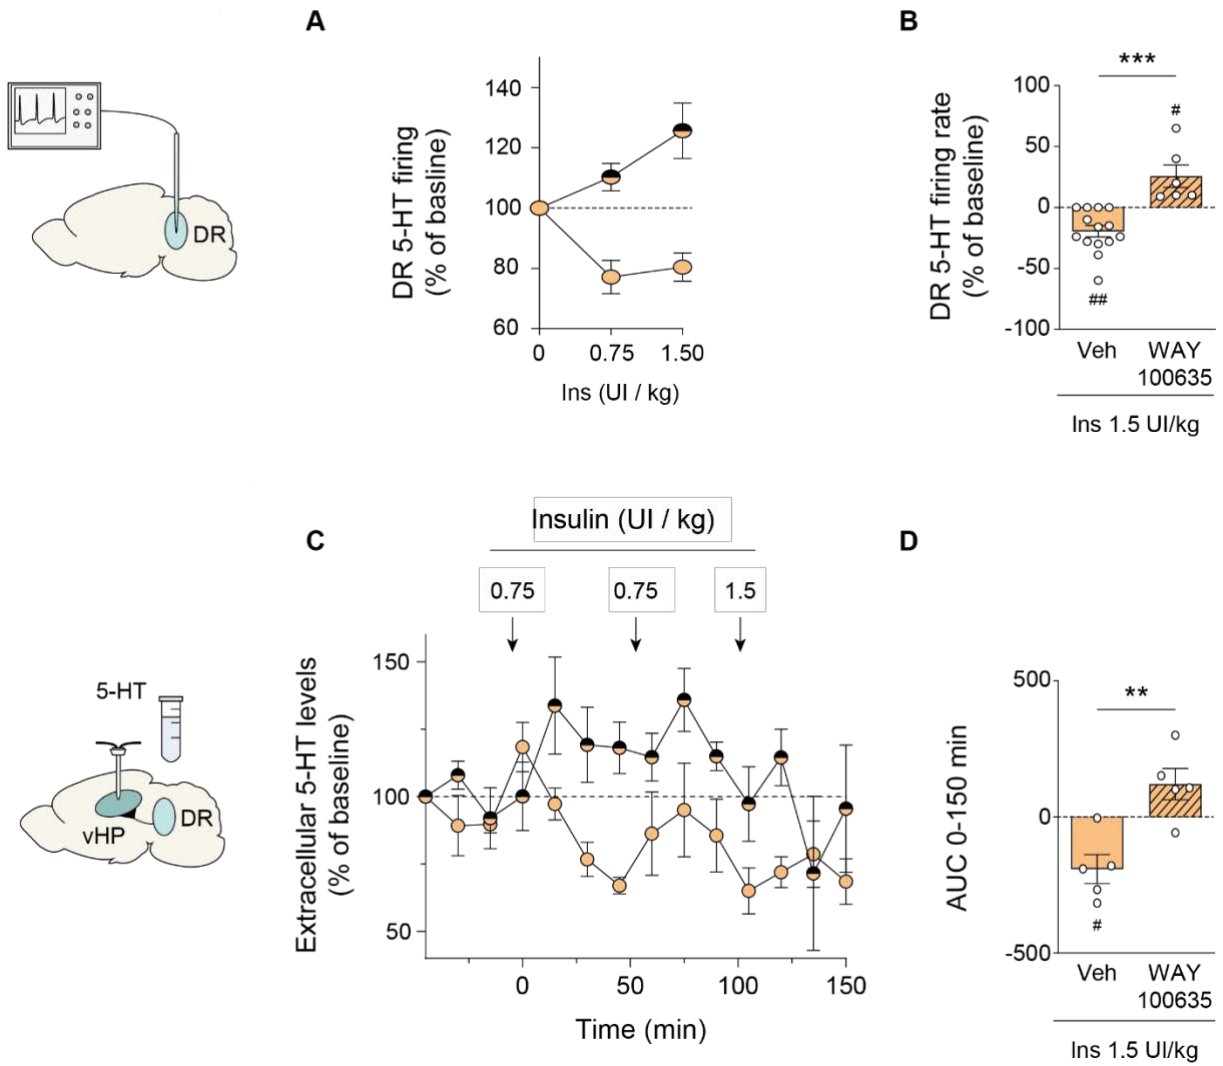 A
DR 5-HT firing
(% of basline)
140
120
100
80
60
0 0.75 1.50
Ins (UI / kg)
DR
B
DR 5-HT firing rate
(% of baseline)
***
#
##
100
50
0
-50
-100
Veh WAY
100635
Ins 1.5 UI/kg
C
Insulin (UI / kg)
0.75 0.75 1.5
Extracellular 5-HT levels
(% of baseline)
150
100
50
0 50 100 150
Time (min)
5-HT
vHP
DR
D
AUC 0-150 min
**
#
500
0
-500
Veh WAY
100635
Ins 1.5 UI/kg